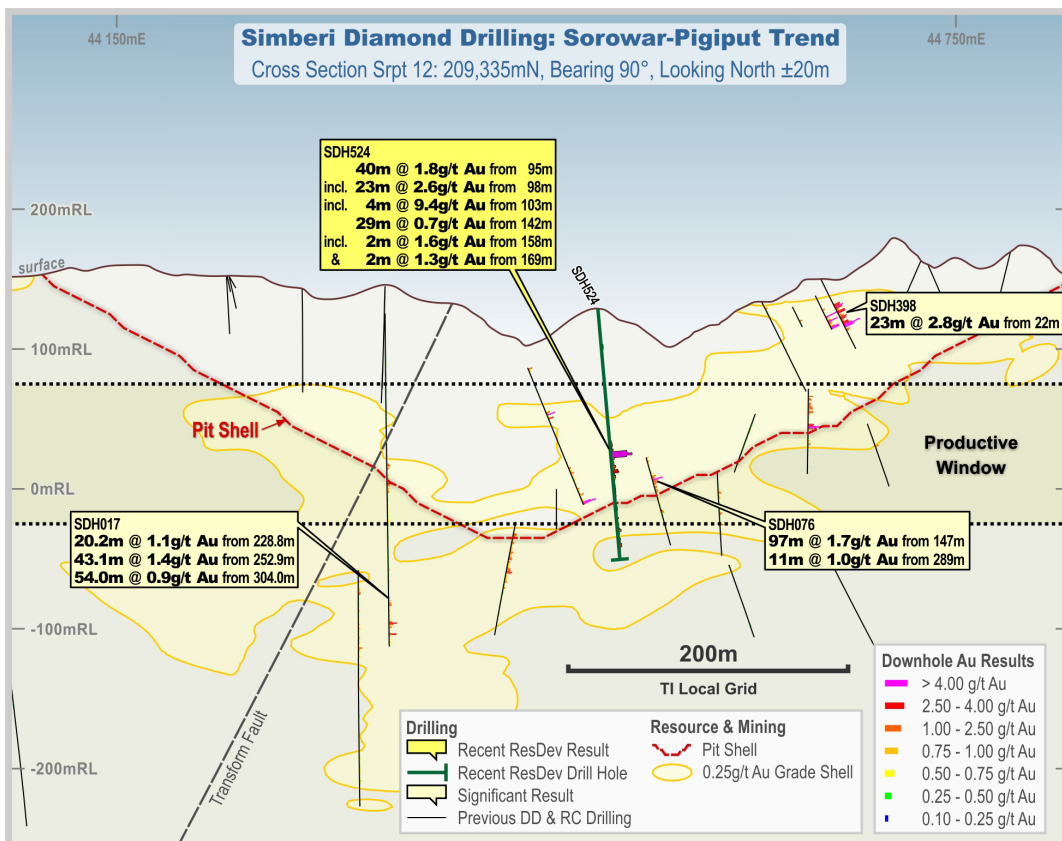 44 150mE
44 750mE
Simberi Diamond Drilling: Sorowar-Pigiput Trend
Cross Section Srpt 12: 209,335mN, Bearing 90°, Looking North ±20m
SDH524
40m @ 1.8g/t Au from 95m
incl. 23m @ 2.6g/t Au from 98m
incl. 4m @ 9.4g/t Au from 103m
29m @ 0.7g/t Au from 142m
incl. 2m @ 1.6g/t Au from 158m
& 2m @ 1.3g/t Au from 169m
200mRL
surface
SDH524
SDH398
23m @ 2.8g/t Au from 22m
100mRL
Pit Shell
Productive
Window
0mRL
SDH017
20.2m @ 1.1g/t Au from 228.8m
43.1m @ 1.4g/t Au from 252.9m
54.0m @ 0.9g/t Au from 304.0m
SDH076
97m @ 1.7g/t Au from 147m
11m @ 1.0g/t Au from 289m
-100mRL
200m
TI Local Grid
Transform Fault
-200mRL
Drilling
Recent ResDev Result
Recent ResDev Drill Hole
Significant Result
Previous DD & RC Drilling
Resource & Mining
Pit Shell
0.25g/t Au Grade Shell
Downhole Au Results
> 4.00 g/t Au
2.50 - 4.00 g/t Au
1.00 - 2.50 g/t Au
0.75 - 1.00 g/t Au
0.50 - 0.75 g/t Au
0.25 - 0.50 g/t Au
0.10 - 0.25 g/t Au